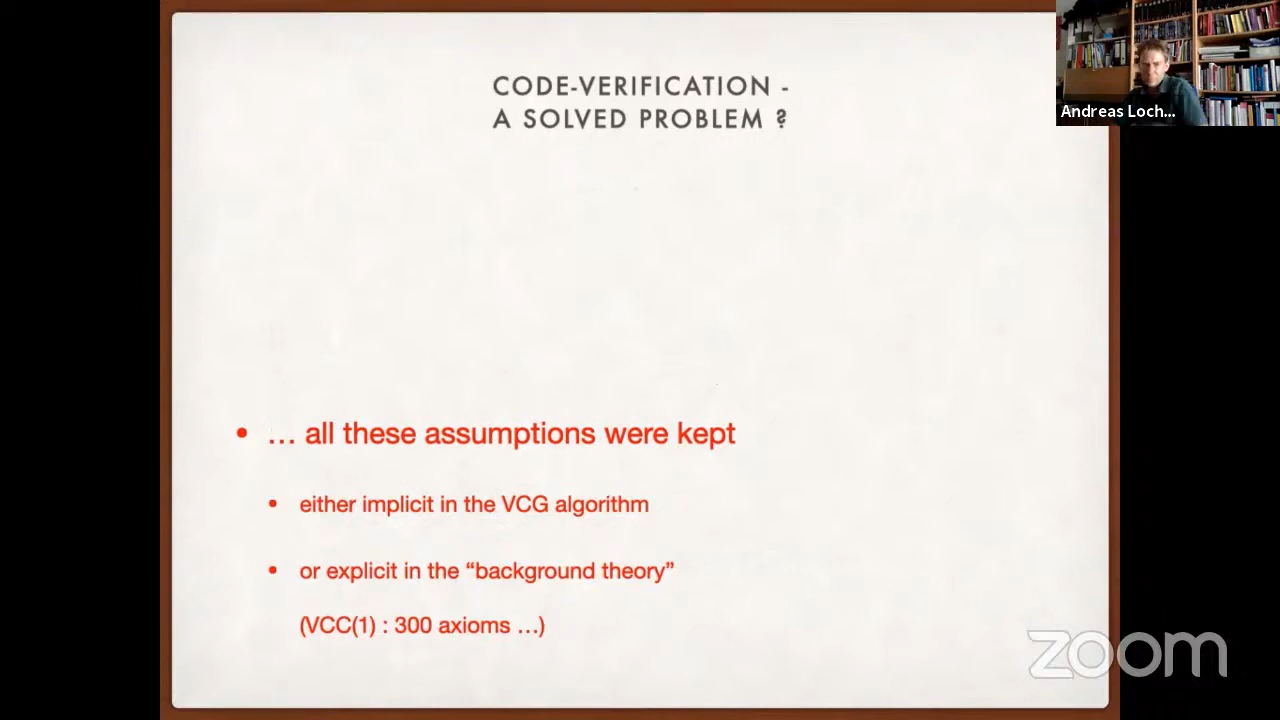 CODE-VERIFICATION -
A SOLVED PROBLEM ?
Andreas Loch...
• … all these assumptions were kept
• either implicit in the VCG algorithm
• or explicit in the “background theory”
(VCC(1) : 300 axioms …)
zoom